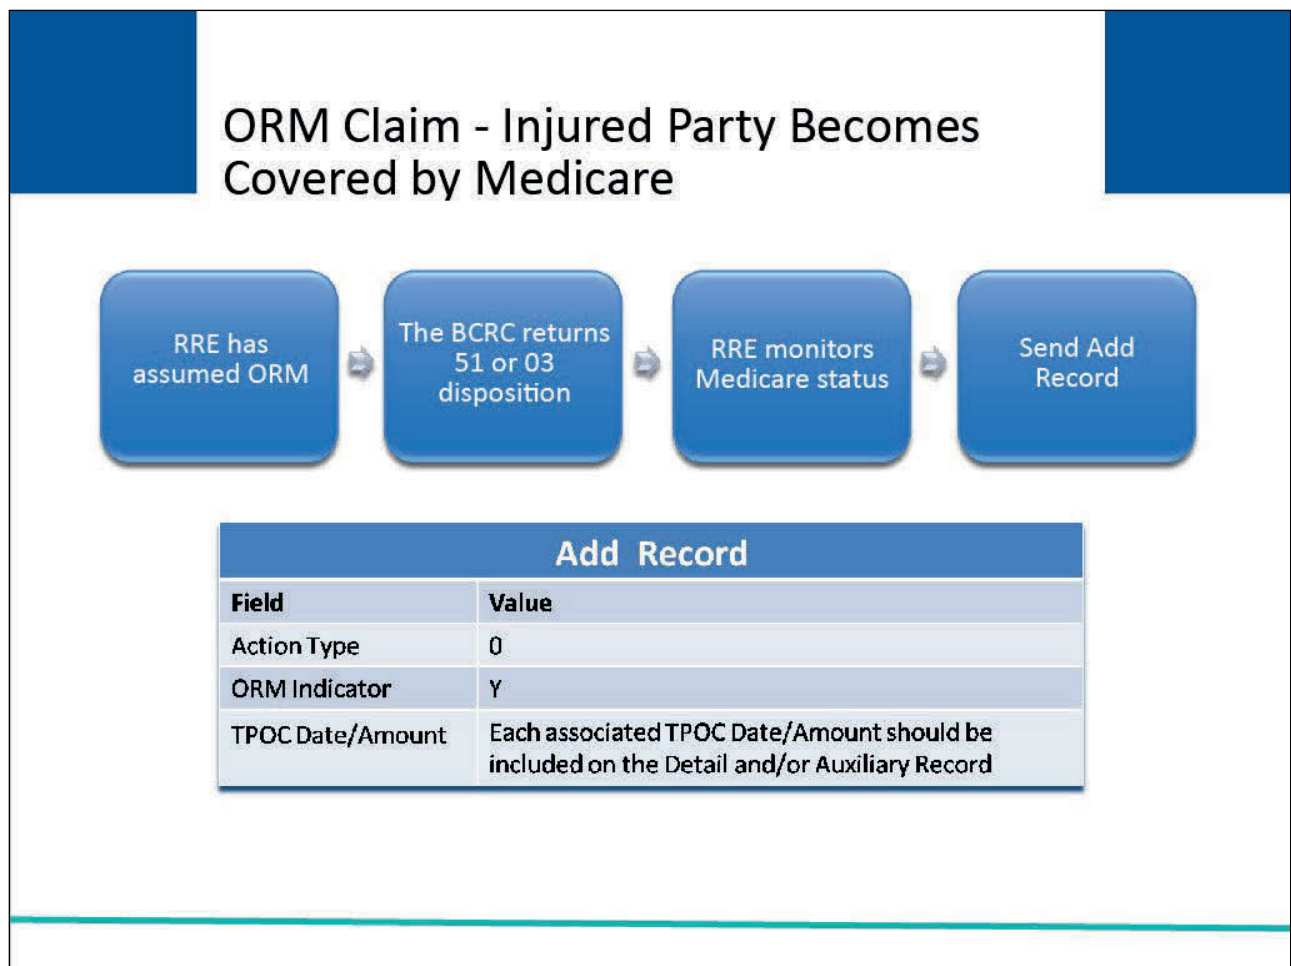 ORM Claim - Injured Party Becomes
Covered by Medicare
RRE has
assumed ORM
The BCRC returns
51 or 03
disposition
RRE monitors
Medicare status
Send Add
Record
Add Record
Field Value
Action Type 0
ORM Indicator Y
TPOC Date/Amount Each associated TPOC Date/Amount should be
included on the Detail and/or Auxiliary Record